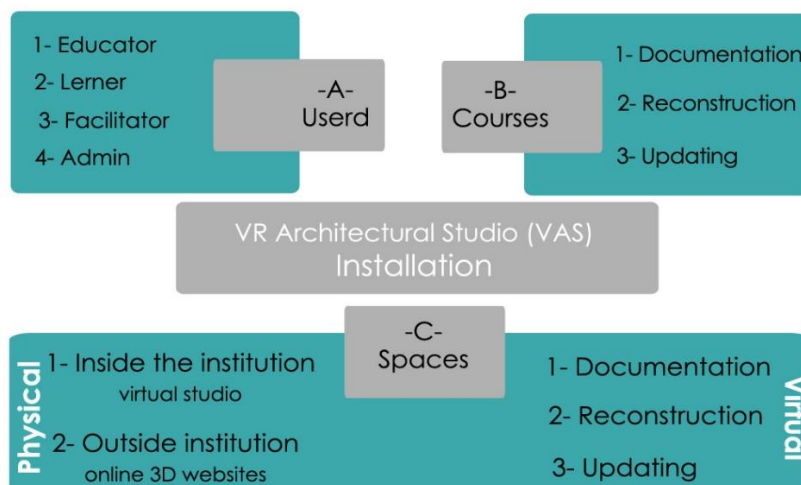 1- Educator
2- Lerner
3- Facilitator
4- Admin
-A-
Userd
-B-
Courses
1- Documentation
2- Reconstruction
3- Updating
VR Architectural Studio (VAS)
Installation
-C-
Spaces
Physical
1- Inside the institution
virtual studio
2- Outside institution
online 3D websites
1- Documentation
2- Reconstruction
3- Updating
Virtual